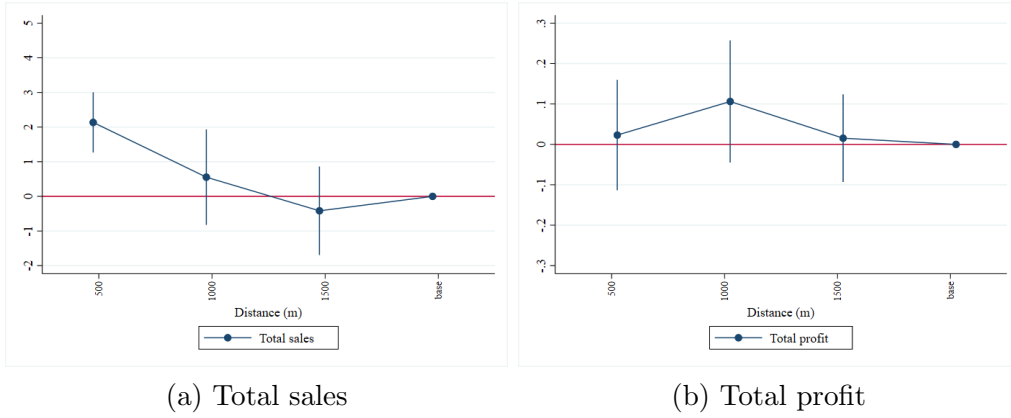 5
4
3
2
1
0
-1
-2
500
1000
1500
base
Distance (m)
Total sales
(a) Total sales
.3
.2
.1
0
-.1
-.2
-.3
500
1000
1500
base
Distance (m)
Total profit
(b) Total profit